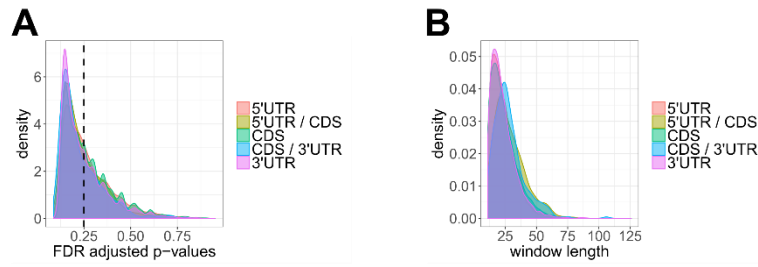 A
density
6
4
2
0
0.25 0.50 0.75
FDR adjusted p-values
5'UTR
5'UTR / CDS
CDS
CDS / 3'UTR
3'UTR
B
density
0.05
0.04
0.03
0.02
0.01
0.00
25 50 75 100 125
window length
5'UTR
5'UTR / CDS
CDS
CDS / 3'UTR
3'UTR